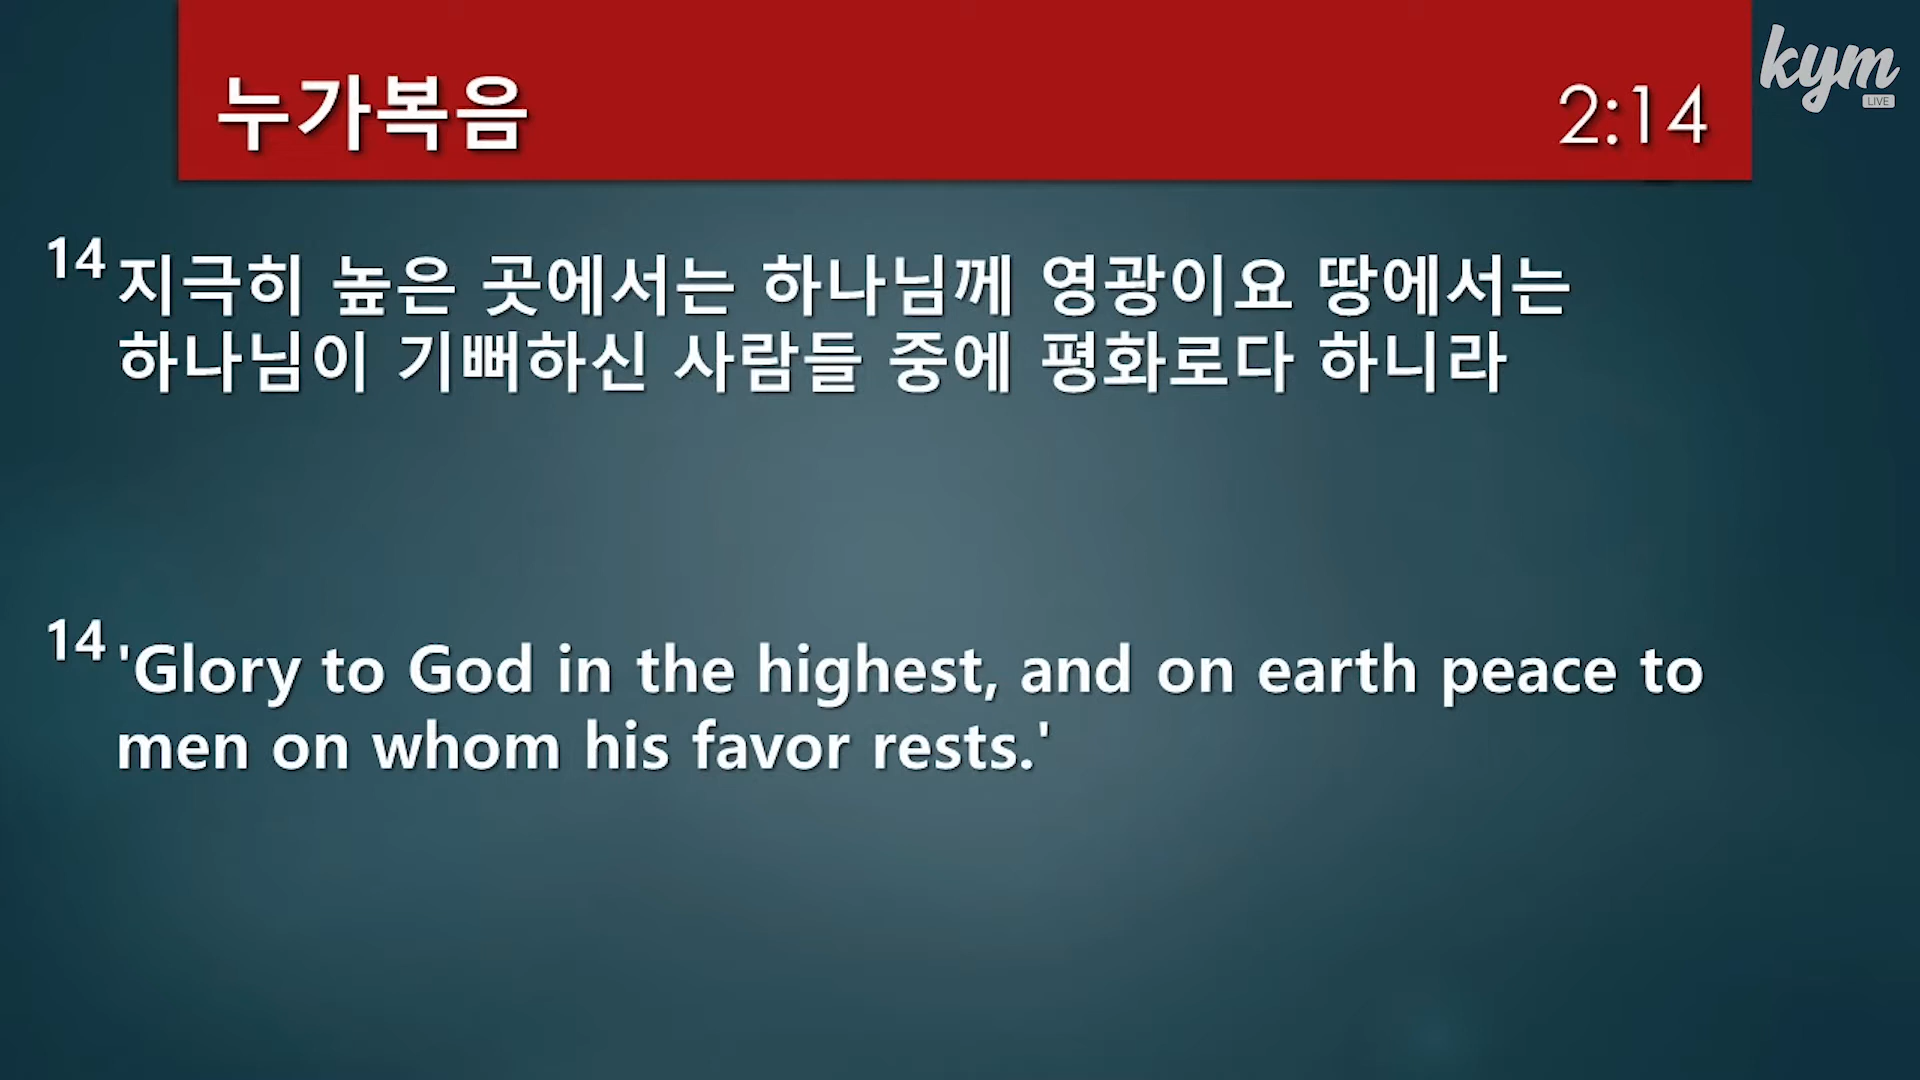 누가복음 2:14
kym
LIVE
14 지극히 높은 곳에서는 하나님께 영광이요 땅에서는
하나님이 기뻐하신 사람들 중에 평화로다 하니라
14 'Glory to God in the highest, and on earth peace to
men on whom his favor rests.'